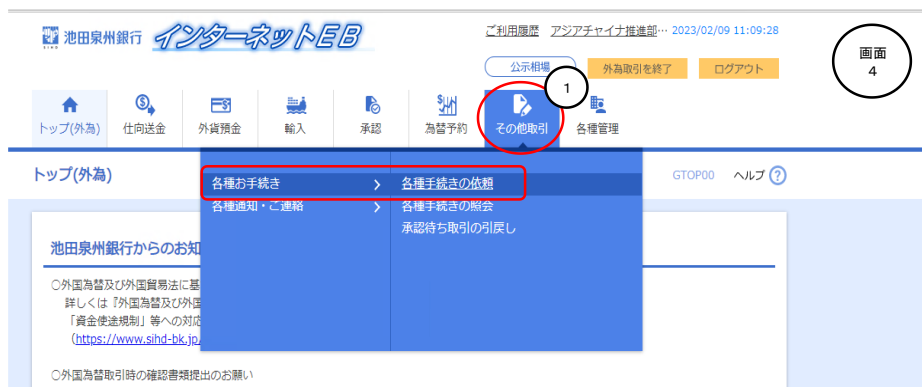 池田泉州銀行 インターネットEB
ご利用履歴 アジアチャイナ推進部… 2023/02/09 11:09:28
公示相場 外為取引を終了 ログアウト
画面
4
1
トップ(外為) 仕向送金 外貨預金 輸入 承認 為替予約 その他取引 各種管理
トップ(外為) GTOP00 ヘルプ ?
各種お手続き > 各種手続きの依頼
各種通知・ご連絡 > 各種手続きの照会
承認待ち取引の引戻し
池田泉州銀行からのお知
○外国為替及び外国貿易法に基
詳しくは『外国為替及び外国
「資金使途規制」等への対応
(https://www.sihd-bk.jp/
○外国為替取引時の確認書類提出のお願い